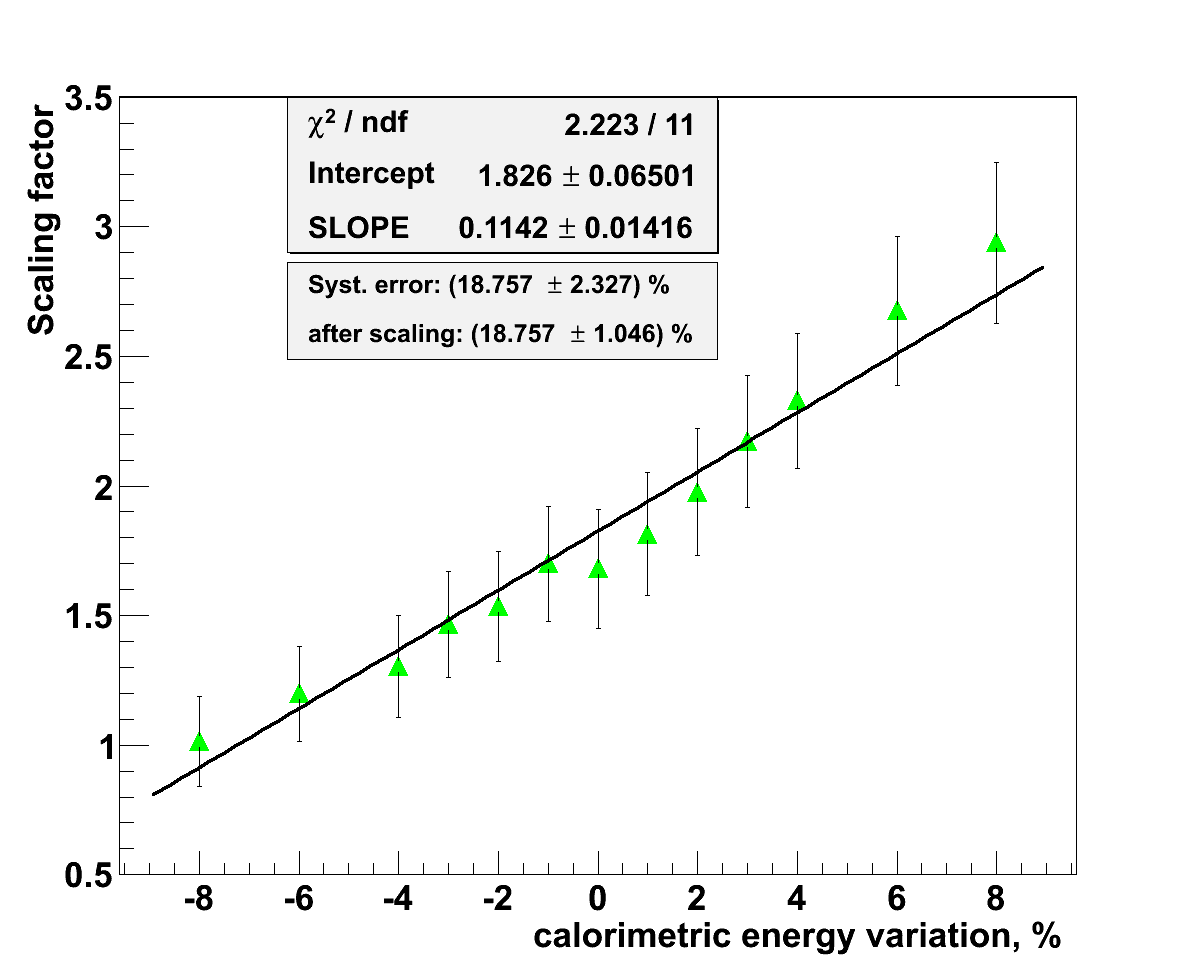 Scaling factor
3.5
3
2.5
2
1.5
1
0.5
χ² / ndf 2.223 / 11
Intercept 1.826 ± 0.06501
SLOPE 0.1142 ± 0.01416
Syst. error: (18.757 ± 2.327) %
after scaling: (18.757 ± 1.046) %
-8 -6 -4 -2 0 2 4 6 8
calorimetric energy variation, %